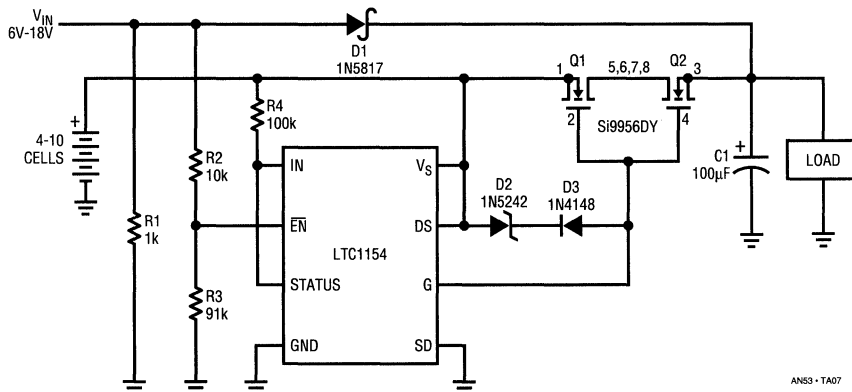 VIN
6V-18V
D1
1N5817
Q1
5,6,7,8
Q2
1
3
2
4
Si9956DY
R4
100k
4-10
CELLS
R2
10k
C1
100µF
LOAD
IN
VS
D2
1N5242
D3
1N4148
R1
1k
EN
DS
LTC1154
STATUS
G
R3
91k
GND
SD
AN53 • TA07